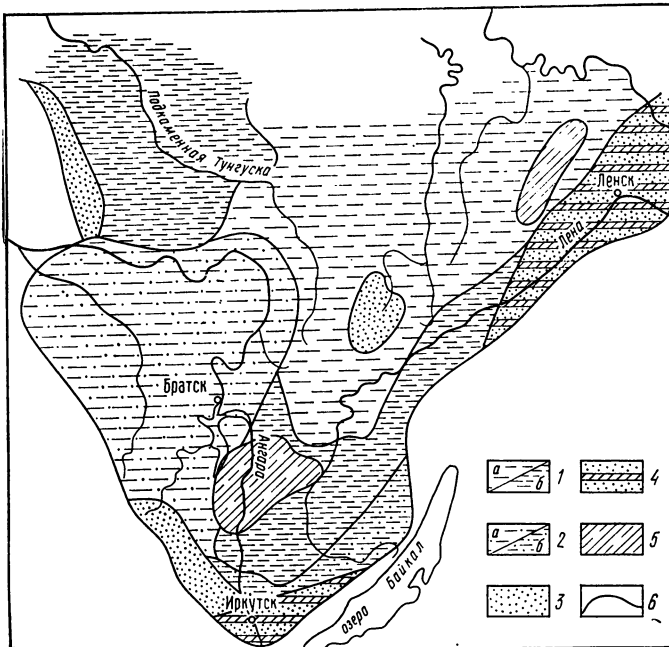 Подкаменная Тунгуска
Ленск
Лена
Братск
Ангара
Иркутск
озеро Байкал
а
б
1
4
а
б
2
5
3
6